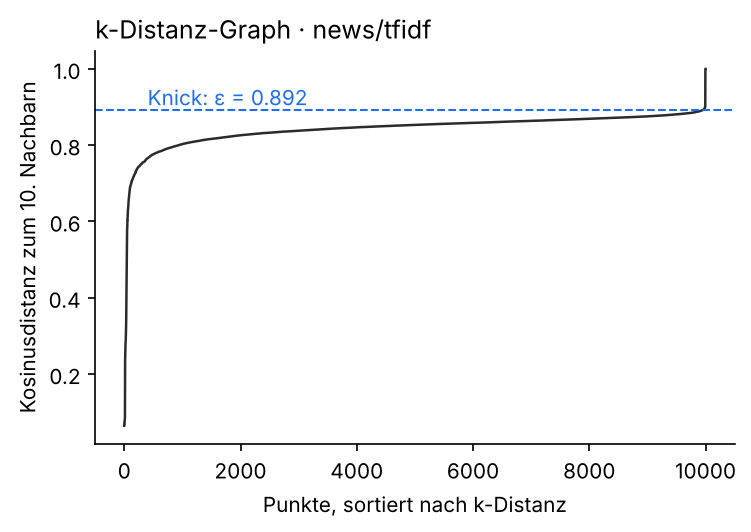 k-Distanz-Graph · news/tfidf
Knick: ε = 0.892
Kosinusdistanz zum 10. Nachbarn
1.0
0.8
0.6
0.4
0.2
0 2000 4000 6000 8000 10000
Punkte, sortiert nach k-Distanz